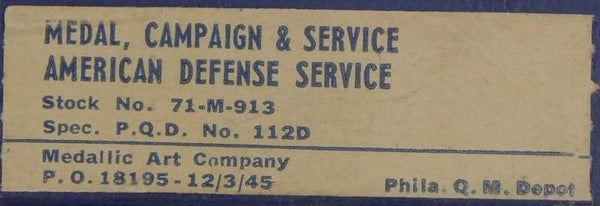 MEDAL, CAMPAIGN & SERVICE
AMERICAN DEFENSE SERVICE
Stock No. 71-M-913
Spec. P.Q.D. No. 112D
Medallic Art Company
P.O. 18195-12/3/45 Phila. Q. M. Depot